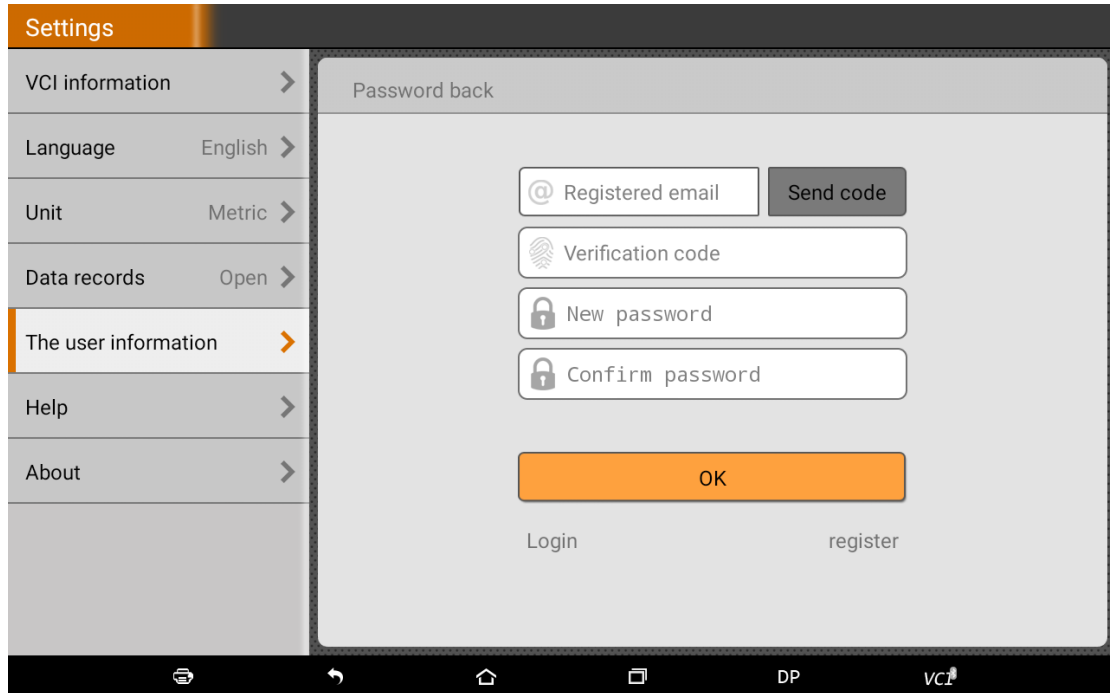 Settings
VCI information
Language English
Unit Metric
Data records Open
The user information
Help
About
Password back
@ Registered email Send code
Verification code
New password
Confirm password
OK
Login register
DP VCI